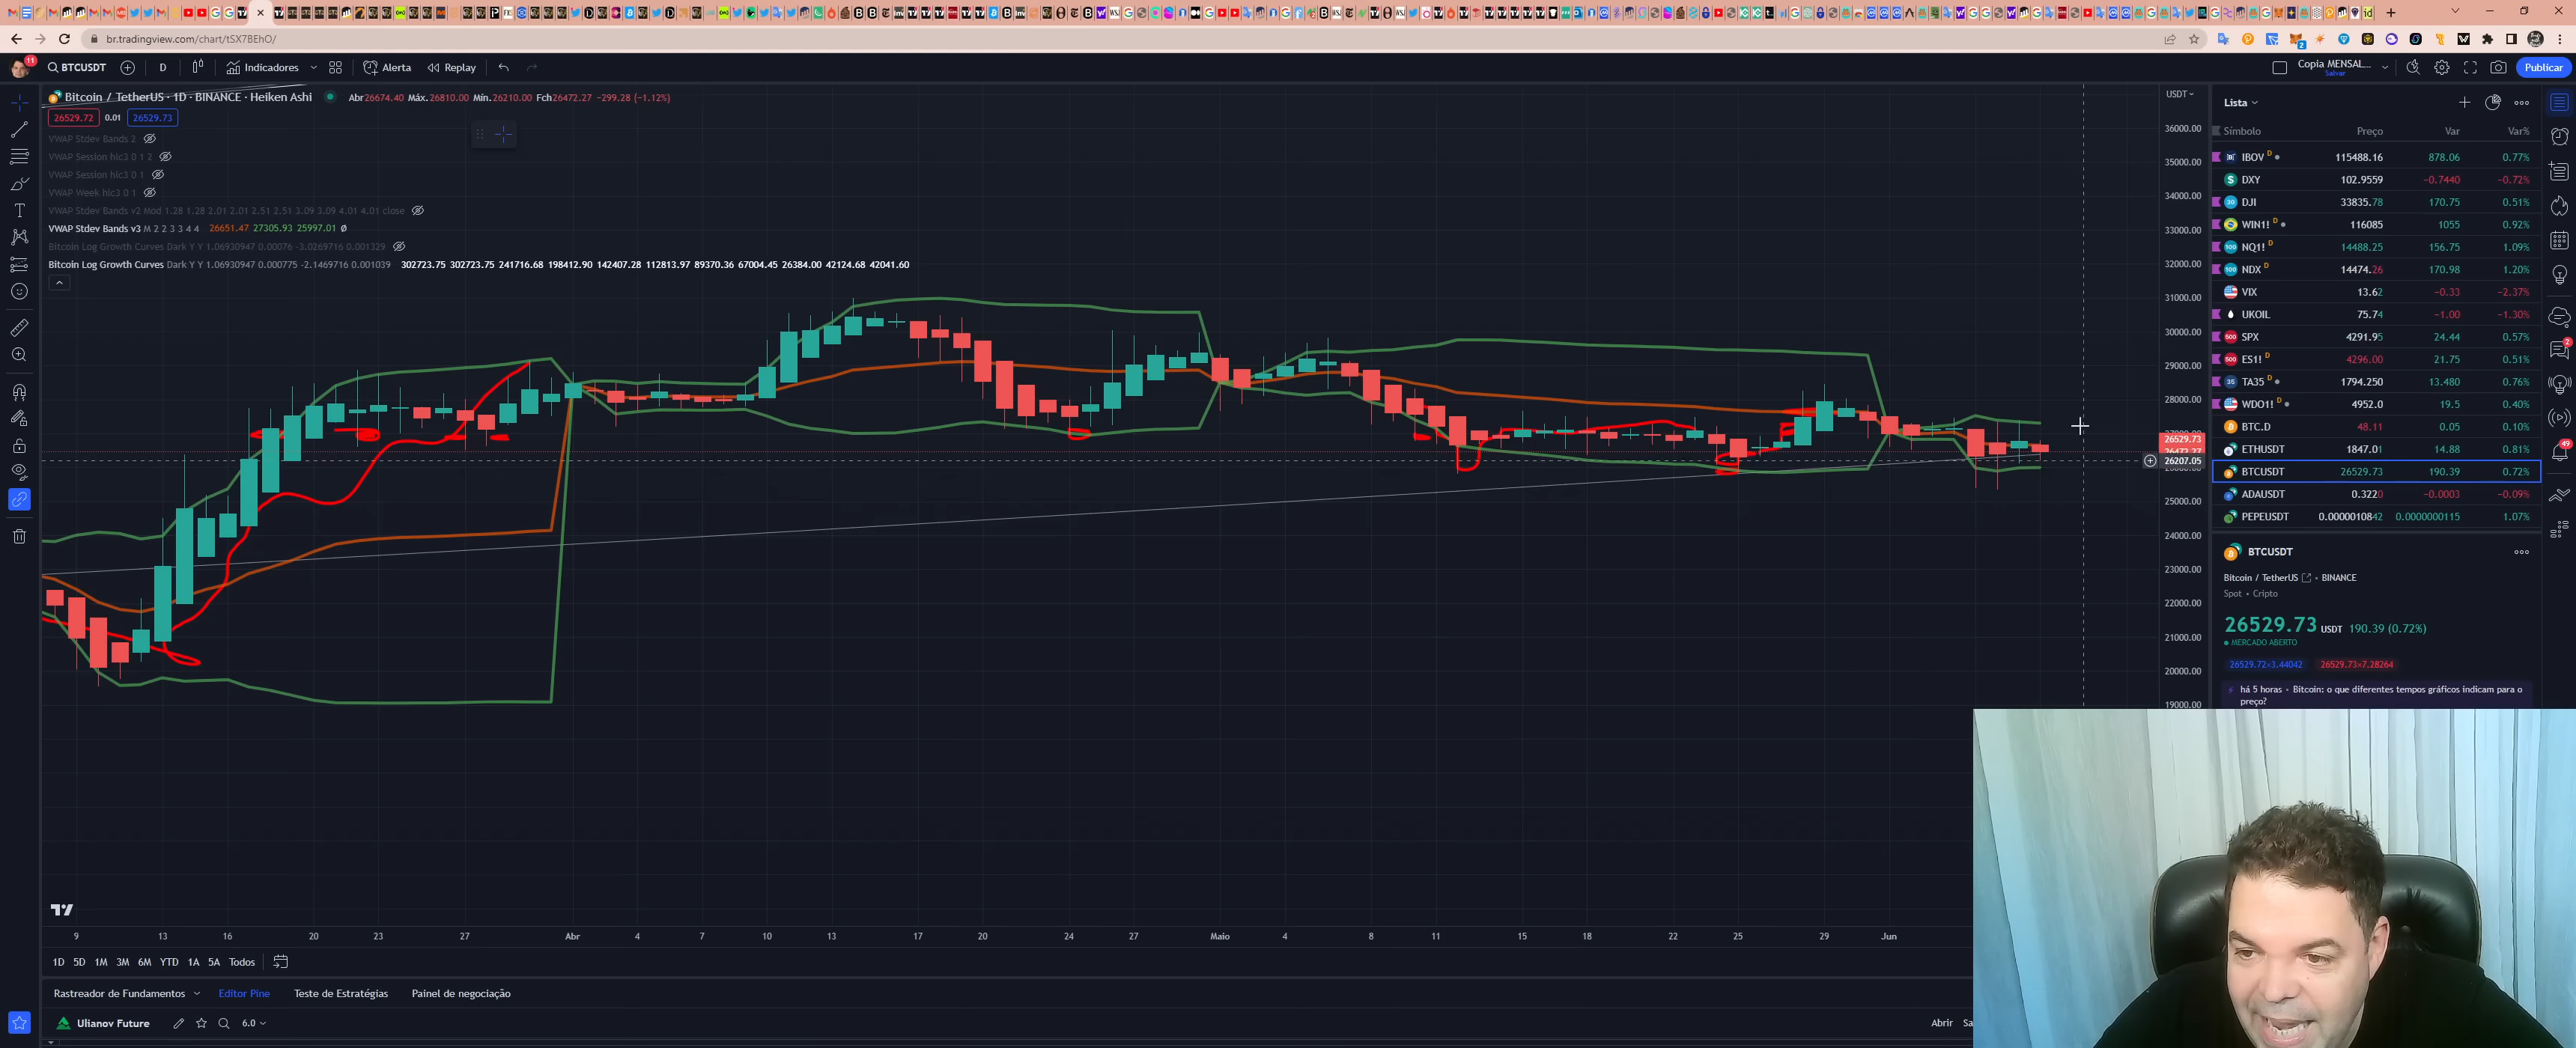 br.tradingview.com/chart/tSX7BEhO/
11
BTCUSDT
D
Indicadores
Alerta
Replay
Copia MENSAL...
Salvar
Publicar
Bitcoin / TetherUS · 1D · BINANCE · Heiken Ashi
Abr26674.40 Máx.26810.00 Mín.26210.00 Fch26472.27 −299.28 (−1.12%)
26529.72 0.01 26529.73
VWAP Stdev Bands 2
VWAP Session hlc3 0 1 2
VWAP Session hlc3 0 1
VWAP Week hlc3 0 1
VWAP Stdev Bands v2 Mod 1.28 1.28 2.01 2.01 2.51 2.51 3.09 3.09 4.01 4.01 close
VWAP Stdev Bands v3 M 2 2 3 3 4 4 26651.47 27305.93 25997.01 Ø
Bitcoin Log Growth Curves Dark Y Y 1.06930947 0.00076 -3.0269716 0.001329
Bitcoin Log Growth Curves Dark Y Y 1.06930947 0.000775 -2.1469716 0.001039 302723.75 302723.75 241716.68 198412.90 142407.28 112813.97 89370.36 67004.45 26384.00 42124.68 42041.60
USDT
36000.00
35000.00
34000.00
33000.00
32000.00
31000.00
30000.00
29000.00
28000.00
26529.73
26207.05
25000.00
24000.00
23000.00
22000.00
21000.00
20000.00
19000.00
9 13 16 20 23 27 Abr 4 7 10 13 17 20 24 27 Maio 4 8 11 15 18 22 25 29 Jun
1D 5D 1M 3M 6M YTD 1A 5A Todos
Rastreador de Fundamentos
Editor Pine
Teste de Estratégias
Painel de negociação
Ulianov Future
6.0
Abrir
Lista
Símbolo Preço Var Var%
IBOV D 115488.16 878.06 0.77%
DXY 102.9559 −0.7440 −0.72%
DJI 33835.78 170.75 0.51%
WIN1! D 116085 1055 0.92%
NQ1! D 14488.25 156.75 1.09%
NDX D 14474.26 170.98 1.20%
VIX 13.62 −0.33 −2.37%
UKOIL 75.74 −1.00 −1.30%
SPX 4291.95 24.44 0.57%
ES1! D 4296.00 21.75 0.51%
TA35 D 1794.250 13.480 0.76%
WDO1! D 4952.0 19.5 0.40%
BTC.D 48.11 0.05 0.10%
ETHUSDT 1847.01 14.88 0.81%
BTCUSDT 26529.73 190.39 0.72%
ADAUSDT 0.3220 −0.0003 −0.09%
PEPEUSDT 0.0000010842 0.0000000115 1.07%
BTCUSDT
Bitcoin / TetherUS • BINANCE
Spot • Cripto
26529.73 USDT 190.39 (0.72%)
MERCADO ABERTO
26529.72×3.44042 26529.73×7.28264
há 5 horas • Bitcoin: o que diferentes tempos gráficos indicam para o
preço?
2
49